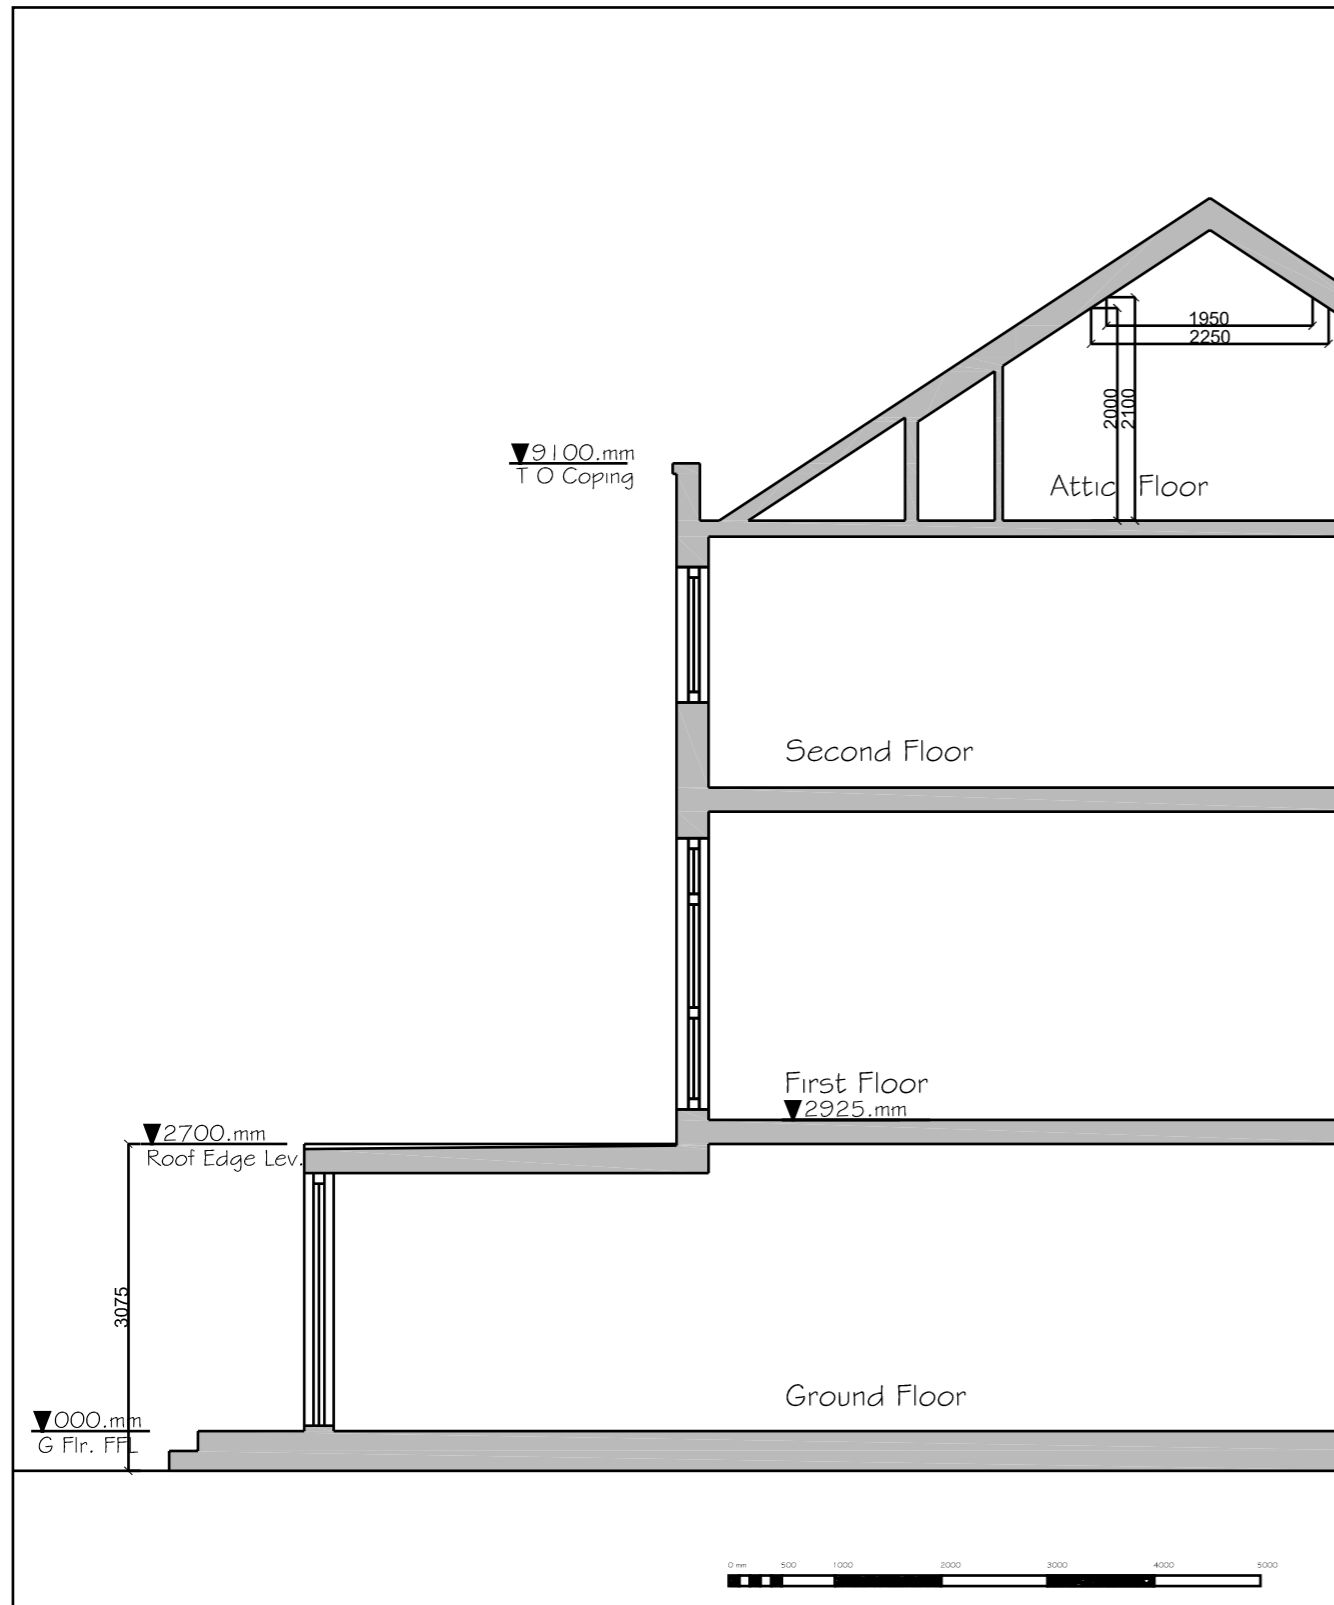 1950
2250
2000
2100
9100.mm
T O Coping
Attic Floor
Second Floor
First Floor
2925.mm
2700.mm
Roof Edge Lev.
3075
Ground Floor
000.mm
G Flr. FFL
0 mm 500 1000 2000 3000 4000 5000